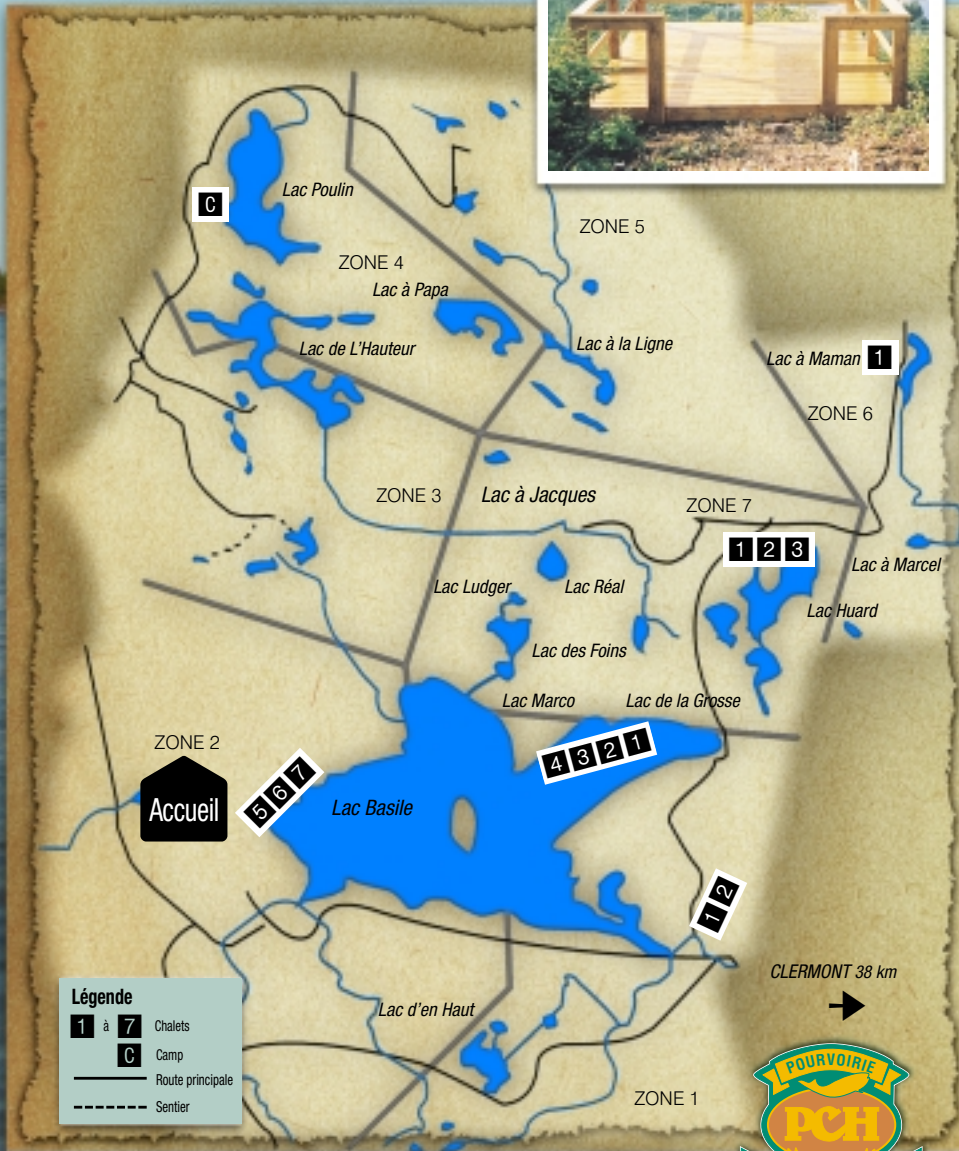 ZONE 5
Lac Poulin
C
ZONE 4
Lac à Papa
Lac de L'Hauteur
Lac à la Ligne
Lac à Maman
1
ZONE 6
ZONE 3
Lac à Jacques
ZONE 7
1 2 3
Lac à Marcel
Lac Ludger
Lac Réal
Lac Huard
Lac des Foins
Lac Marco
Lac de la Grosse
ZONE 2
Accueil
5 6 7
4 3 2 1
Lac Basile
1 2
CLERMONT 38 km
Lac d'en Haut
ZONE 1
Légende
1 à 7 Chalets
C Camp
Route principale
Sentier
POURVOIRIE
PCH